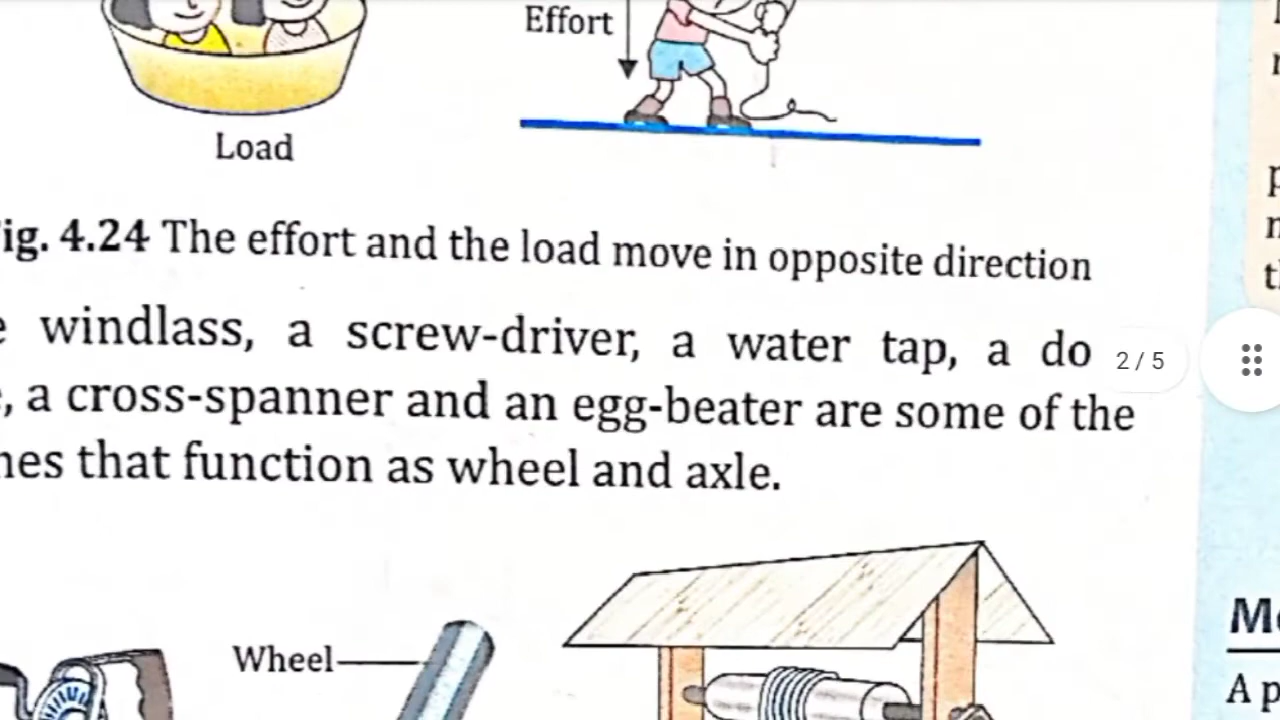 Effort
Load
ig. 4.24 The effort and the load move in opposite direction
windlass, a screw-driver, a water tap, a do
2 / 5
, a cross-spanner and an egg-beater are some of the
nes that function as wheel and axle.
Wheel
M
A p